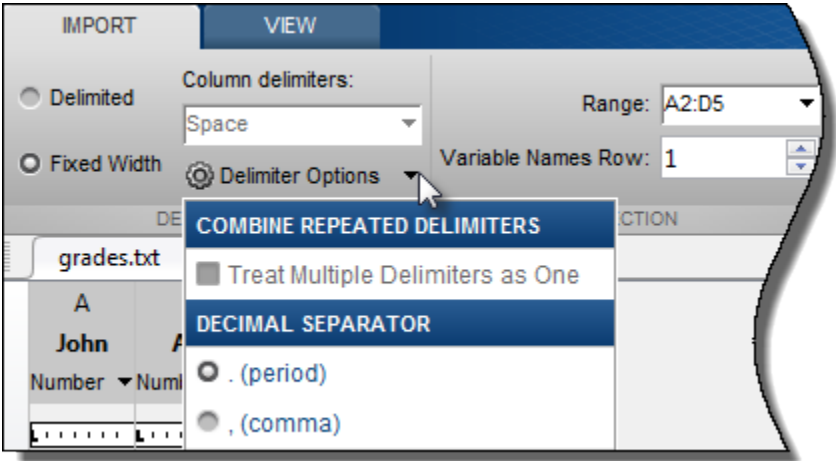 IMPORT VIEW
Delimited
Column delimiters:
Space
Range: A2:D5
Fixed Width
Delimiter Options
Variable Names Row: 1
COMBINE REPEATED DELIMITERS
grades.txt
Treat Multiple Delimiters as One
A
DECIMAL SEPARATOR
John
Number
. (period)
, (comma)